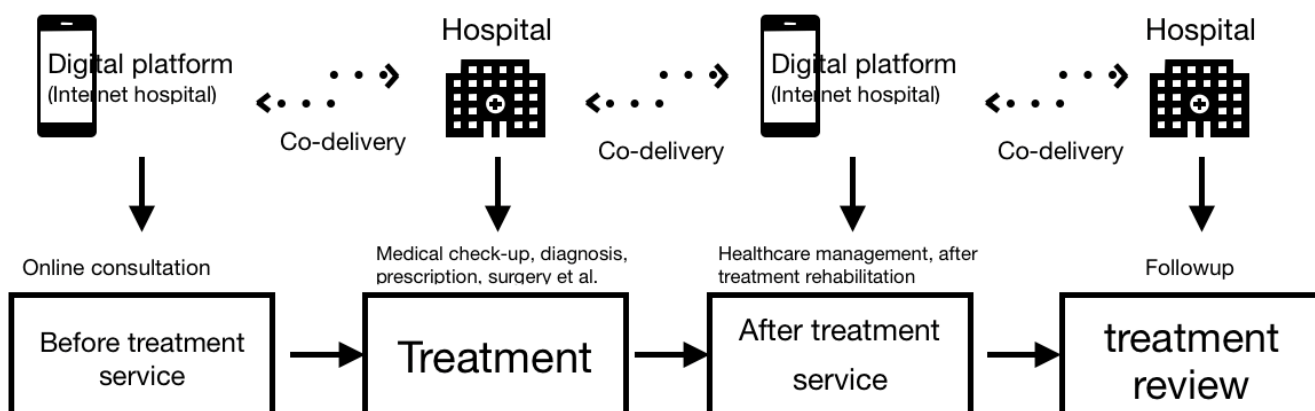 Digital platform
(Internet hospital)
Co-delivery
Hospital
Co-delivery
Digital platform
(Internet hospital)
Co-delivery
Hospital
Online consultation
Medical check-up, diagnosis,
prescription, surgery et al.
Healthcare management, after
treatment rehabilitation
Followup
Before treatment
service
Treatment
After treatment
service
treatment
review